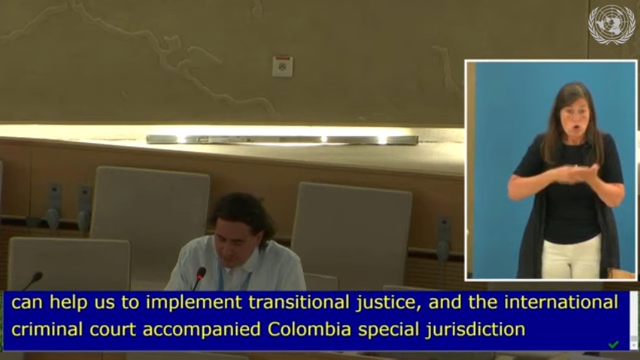 can help us to implement transitional justice, and the international
criminal court accompanied Colombia special jurisdiction